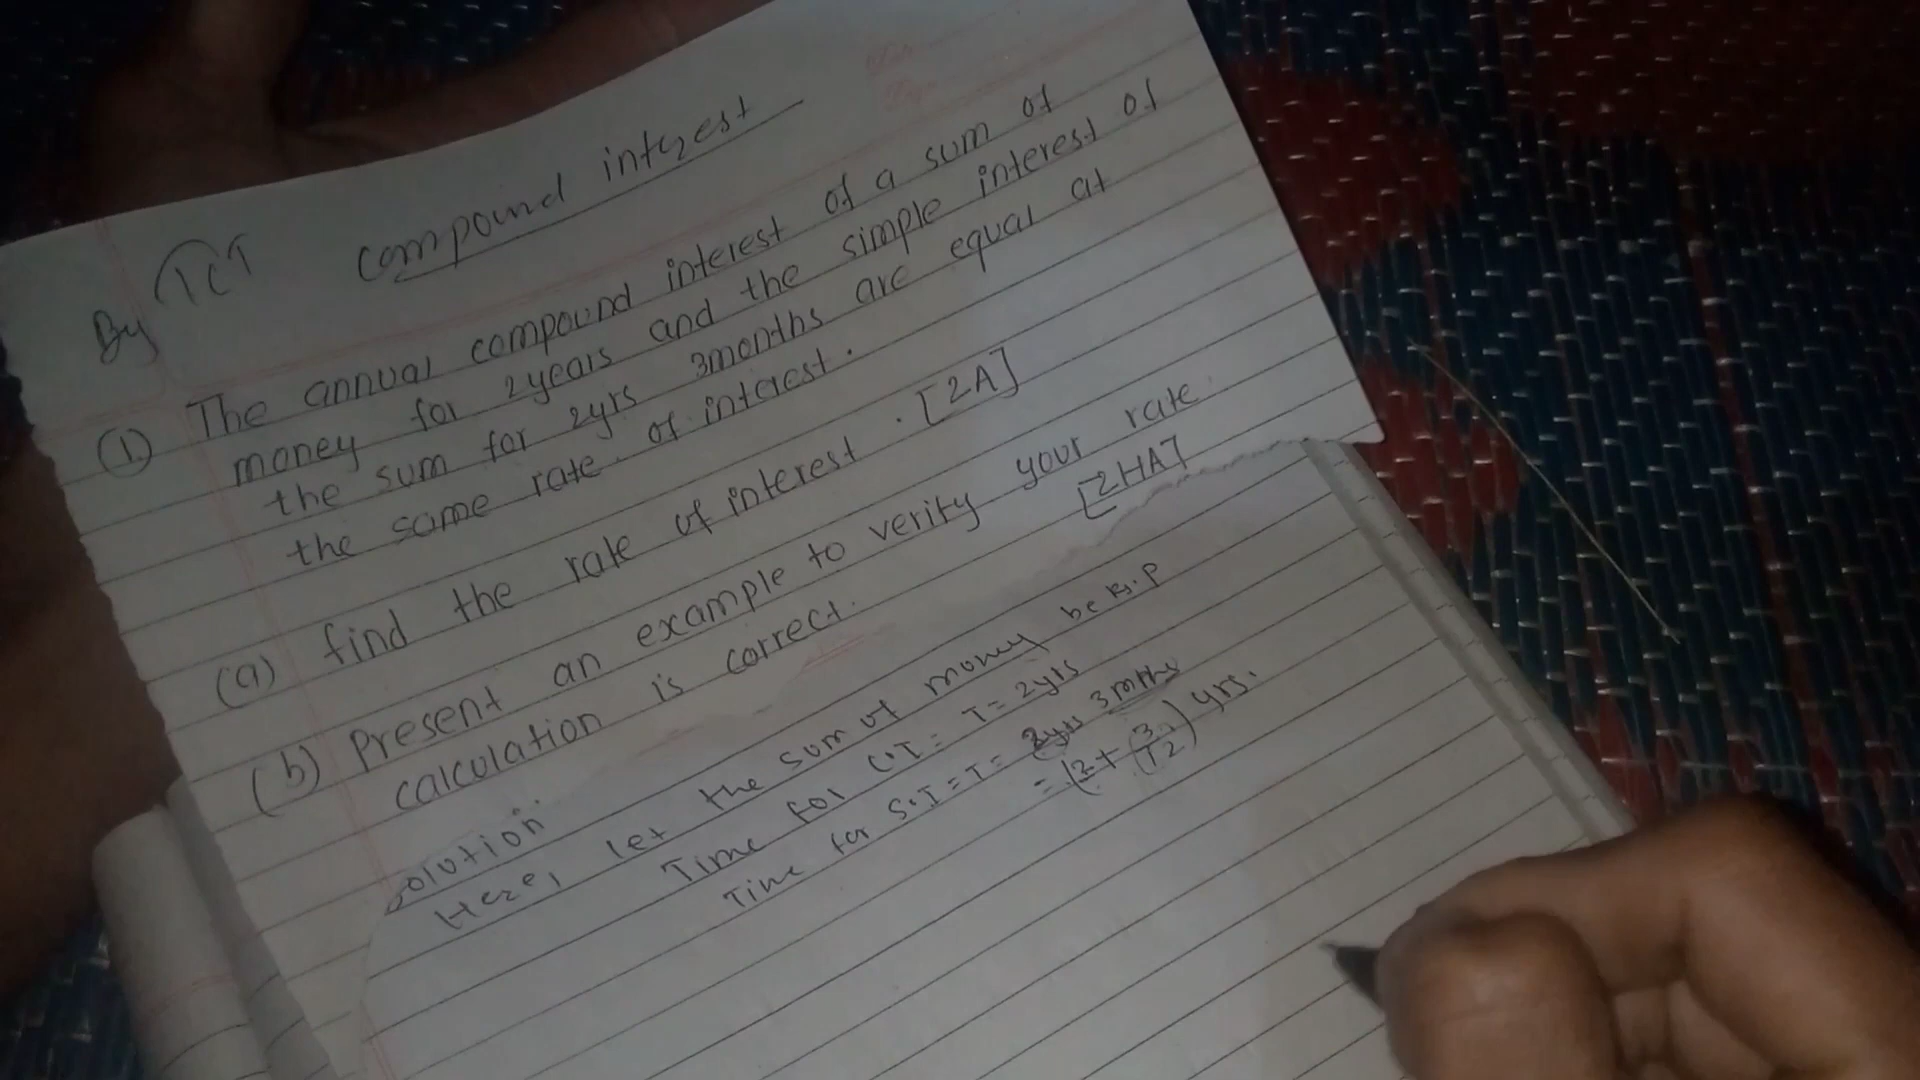 By
compound interest
① The annual compound interest of a sum of
money for 2years and the simple interest of
the sum for 2yrs 3months are equal at
the same rate of interest.
(a) find the rate of interest. [2A]
(b) Present an example to verify your rate
calculation is correct. [2HA]
solution:
Here, let the sum of money be Rs. P
Time for C.I = T = 2yrs
Time for S.I = T = 2yrs 3mths
= (2 + (3/12) yrs.